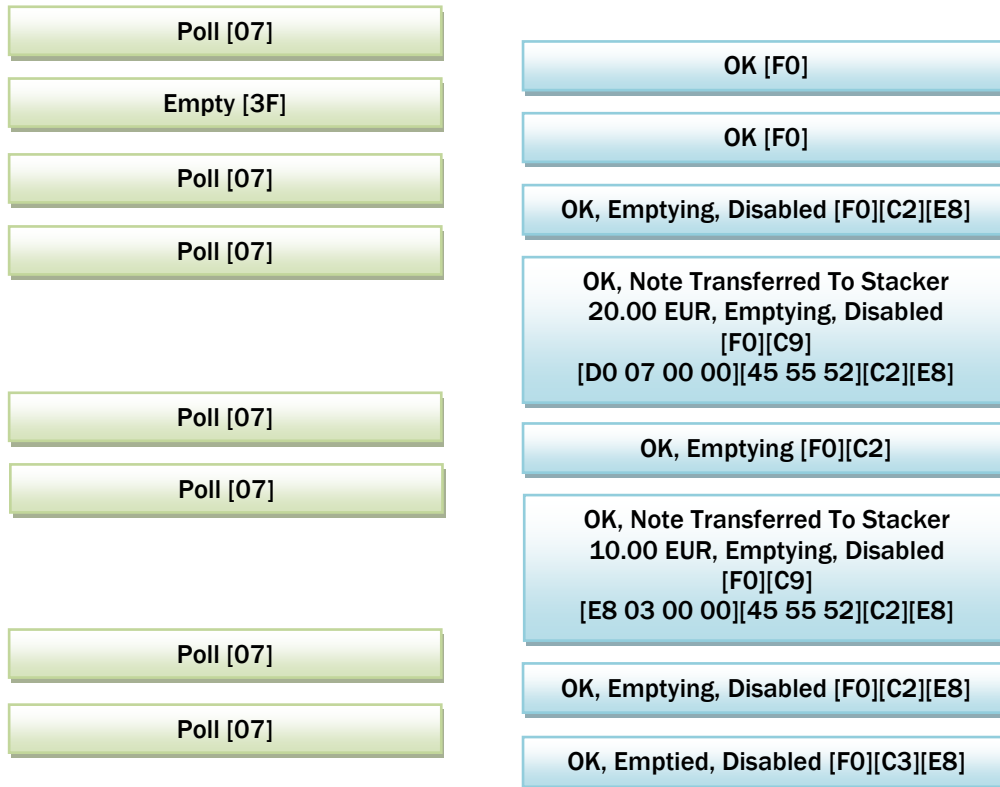 Poll [07]
OK [F0]
Empty [3F]
OK [F0]
Poll [07]
OK, Emptying, Disabled [F0][C2][E8]
Poll [07]
OK, Note Transferred To Stacker
20.00 EUR, Emptying, Disabled
[F0][C9]
[D0 07 00 00][45 55 52][C2][E8]
Poll [07]
OK, Emptying [F0][C2]
Poll [07]
OK, Note Transferred To Stacker
10.00 EUR, Emptying, Disabled
[F0][C9]
[E8 03 00 00][45 55 52][C2][E8]
Poll [07]
OK, Emptying, Disabled [F0][C2][E8]
Poll [07]
OK, Emptied, Disabled [F0][C3][E8]